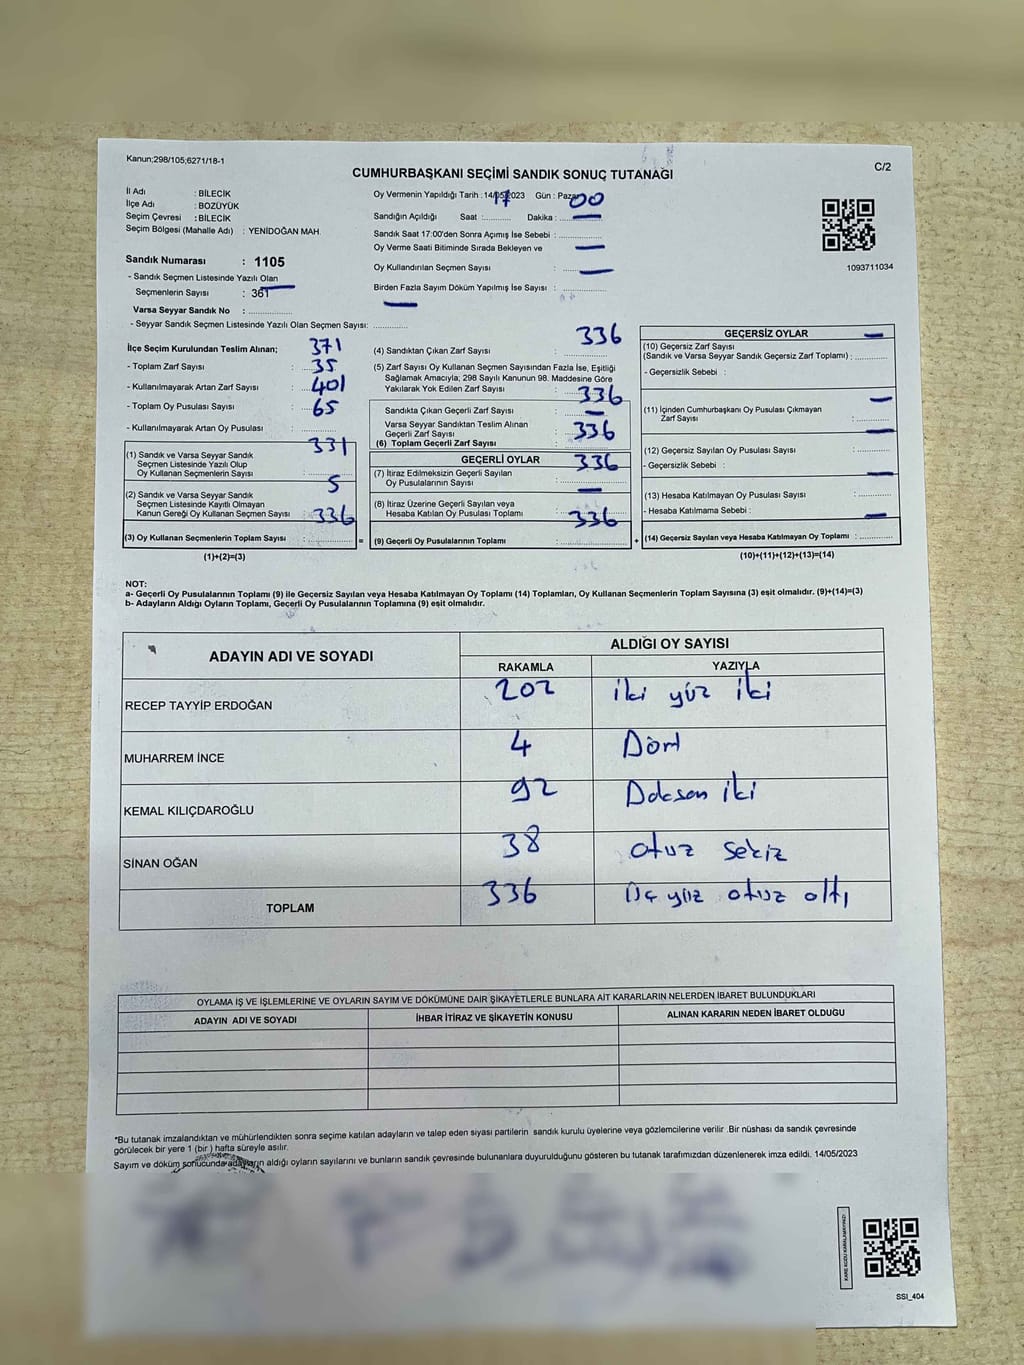 Kanun;298/105;6271/18-1
C/2
CUMHURBAŞKANI SEÇİMİ SANDIK SONUÇ TUTANAĞI
İl Adı : BİLECİK
İlçe Adı : BOZÜYÜK
Seçim Çevresi : BİLECİK
Seçim Bölgesi (Mahalle Adı) : YENİDOĞAN MAH.
Sandık Numarası : 1105
- Sandık Seçmen Listesinde Yazılı Olan
Seçmenlerin Sayısı : 361
Varsa Seyyar Sandık No : ..............
- Seyyar Sandık Seçmen Listesinde Yazılı Olan Seçmen Sayısı: ............
Oy Vermenin Yapıldığı Tarih : 14/05/2023 Gün : Pazar
17 00
Sandığın Açıldığı Saat :......... Dakika : —
Sandık Saat 17:00'den Sonra Açımış İse Sebebi : ..............
Oy Verme Saati Bitiminde Sırada Bekleyen ve —
Oy Kullandırılan Seçmen Sayısı : —
Birden Fazla Sayım Döküm Yapılmış İse Sayısı : ..............
—
1093711034
İlçe Seçim Kurulundan Teslim Alınan; 371
- Toplam Zarf Sayısı : 35
- Kullanılmayarak Artan Zarf Sayısı : 401
- Toplam Oy Pusulası Sayısı : 65
- Kullanılmayarak Artan Oy Pusulası : ..............
331
(1) Sandık ve Varsa Seyyar Sandık
Seçmen Listesinde Yazılı Olup
Oy Kullanan Seçmenlerin Sayısı : ..............
5
(2) Sandık ve Varsa Seyyar Sandık
Seçmen Listesinde Kayıtlı Olmayan
Kanun Gereği Oy Kullanan Seçmen Sayısı : 336
(3) Oy Kullanan Seçmenlerin Toplam Sayısı : .............. =
(1)+(2)=(3)
336
(4) Sandıktan Çıkan Zarf Sayısı : ..............
(5) Zarf Sayısı Oy Kullanan Seçmen Sayısından Fazla İse, Eşitliği
Sağlamak Amacıyla; 298 Sayılı Kanunun 98. Maddesine Göre
Yakılarak Yok Edilen Zarf Sayısı : 336
Sandıkta Çıkan Geçerli Zarf Sayısı : —
Varsa Seyyar Sandıktan Teslim Alınan
Geçerli Zarf Sayısı : 336
(6) Toplam Geçerli Zarf Sayısı : ..............
GEÇERLİ OYLAR 336
(7) İtiraz Edilmeksizin Geçerli Sayılan
Oy Pusulalarının Sayısı : ..............
—
(8) İtiraz Üzerine Geçerli Sayılan veya
Hesaba Katılan Oy Pusulası Toplamı : 336
(9) Geçerli Oy Pusulalarının Toplamı : .............. +
GEÇERSİZ OYLAR —
(10) Geçersiz Zarf Sayısı
(Sandık ve Varsa Seyyar Sandık Geçersiz Zarf Toplamı) : ...........
- Geçersizlik Sebebi :
—
(11) İçinden Cumhurbaşkanı Oy Pusulası Çıkmayan
Zarf Sayısı : ...........
—
(12) Geçersiz Sayılan Oy Pusulası Sayısı : ...........
- Geçersizlik Sebebi :
—
(13) Hesaba Katılmayan Oy Pusulası Sayısı : ...........
- Hesaba Katılmama Sebebi : —
(14) Geçersiz Sayılan veya Hesaba Katılmayan Oy Toplamı : ...........
(10)+(11)+(12)+(13)=(14)
NOT:
a- Geçerli Oy Pusulalarının Toplamı (9) ile Geçersiz Sayılan veya Hesaba Katılmayan Oy Toplamı (14) Toplamları, Oy Kullanan Seçmenlerin Toplam Sayısına (3) eşit olmalıdır. (9)+(14)=(3)
b- Adayların Aldığı Oyların Toplamı, Geçerli Oy Pusulalarının Toplamına (9) eşit olmalıdır.
ADAYIN ADI VE SOYADI
ALDIĞI OY SAYISI
RAKAMLA YAZIYLA
RECEP TAYYİP ERDOĞAN 202 iki yüz iki
MUHARREM İNCE 4 Dört
KEMAL KILIÇDAROĞLU 92 Doksan iki
SİNAN OĞAN 38 otuz sekiz
TOPLAM 336 Üç yüz otuz altı
OYLAMA İŞ VE İŞLEMLERİNE VE OYLARIN SAYIM VE DÖKÜMÜNE DAİR ŞİKAYETLERLE BUNLARA AİT KARARLARIN NELERDEN İBARET BULUNDUKLARI
ADAYIN ADI VE SOYADI İHBAR İTİRAZ VE ŞİKAYETİN KONUSU ALINAN KARARIN NEDEN İBARET OLDUĞU
*Bu tutanak imzalandıktan ve mühürlendikten sonra seçime katılan adayların ve talep eden siyasi partilerin sandık kurulu üyelerine veya gözlemcilerine verilir .Bir nüshası da sandık çevresinde
görülecek bir yere 1 (bir ) hafta süreyle asılır.
Sayım ve döküm sonucunda adayların aldığı oyların sayılarını ve bunların sandık çevresinde bulunanlara duyurulduğunu gösteren bu tutanak tarafımızdan düzenlenerek imza edildi. 14/05/2023
KARE KODU KARALAMAYINIZ!
SSI_404